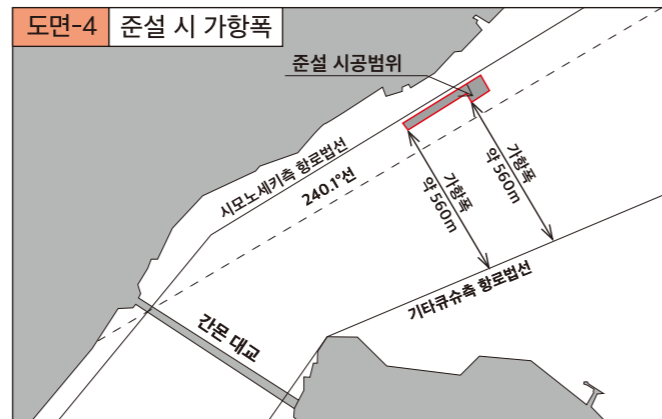 도면-4 준설 시 가항폭
준설 시공범위
시모노세키측 항로법선
240.1°선
가항폭
약 560m
가항폭
약 560m
기타큐슈측 항로법선
간몬 대교